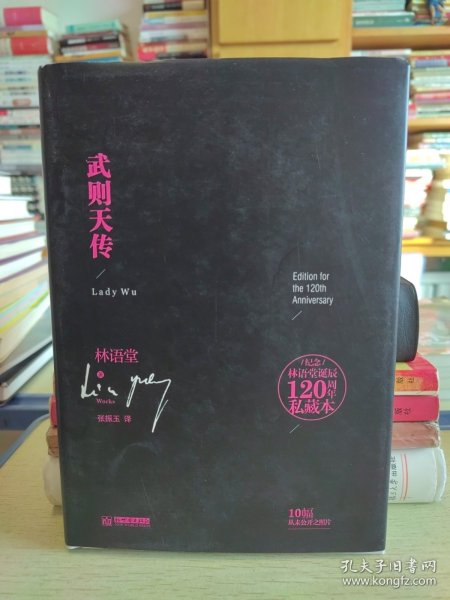 武则天传
Lady Wu
Edition for
the 120th
Anniversary
林语堂
著
Works
张振玉 译
纪念
林语堂诞辰
120周年
私藏本
10幅
从未公开之照片
孔夫子旧书网
www.kongfz.com